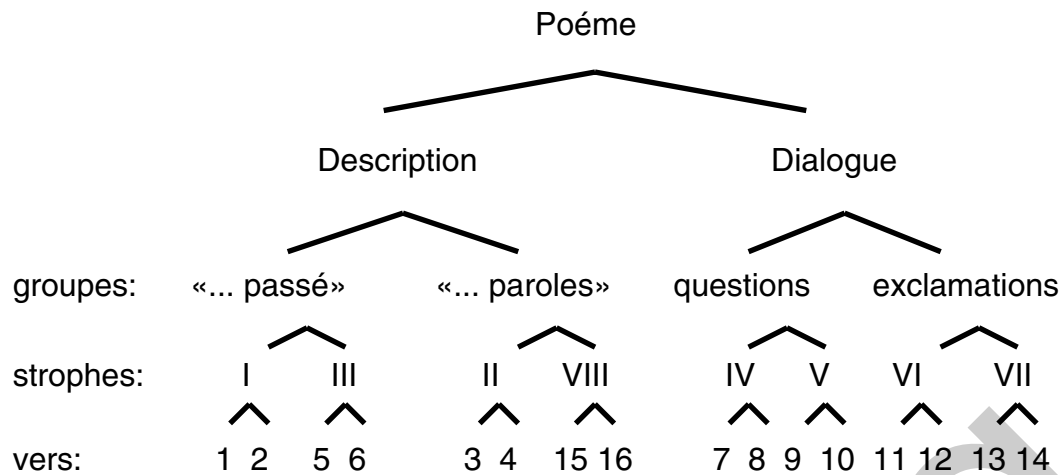 Poéme
Description Dialogue
groupes: «... passé» «... paroles» questions exclamations
strophes: I III II VIII IV V VI VII
vers: 1 2 5 6 3 4 15 16 7 8 9 10 11 12 13 14